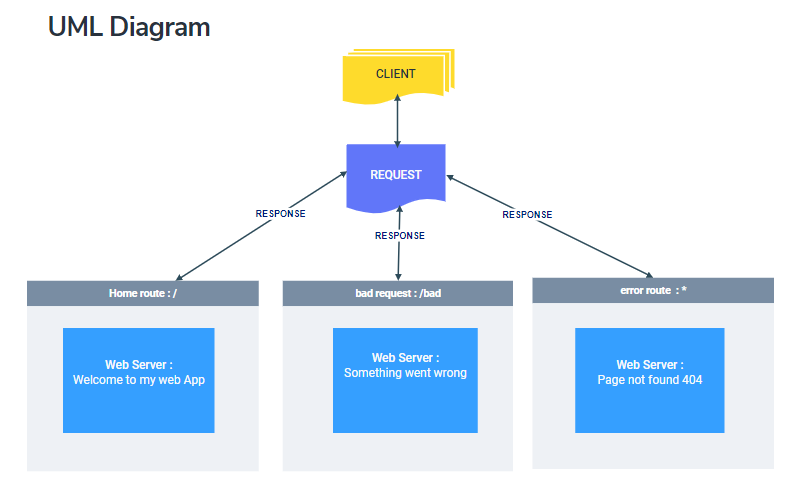 UML Diagram
CLIENT
REQUEST
RESPONSE
RESPONSE
RESPONSE
Home route : /
bad request : /bad
error route : *
Web Server :
Welcome to my web App
Web Server :
Something went wrong
Web Server :
Page not found 404